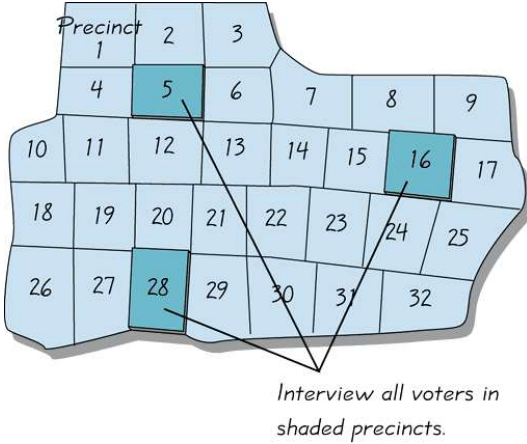 Precinct
1 2 3
4 5 6 7 8 9
10 11 12 13 14 15 16 17
18 19 20 21 22 23 24 25
26 27 28 29 30 31 32
Interview all voters in
shaded precincts.